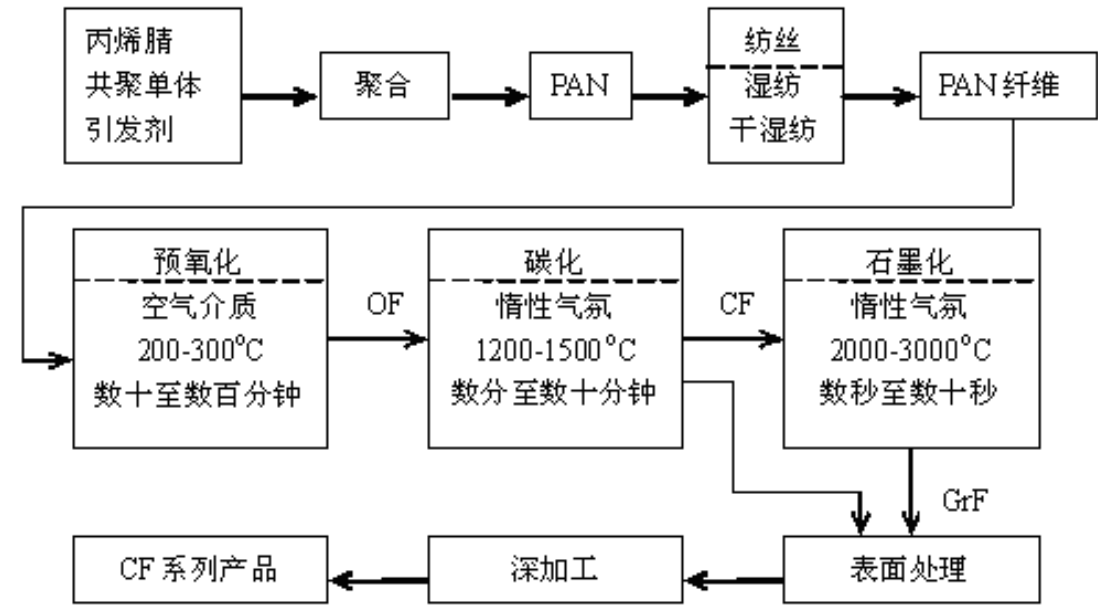 丙烯腈
共聚单体
引发剂
聚合
PAN
纺丝
湿纺
干湿纺
PAN 纤维
预氧化
空气介质
200-300°C
数十至数百分钟
OF
碳化
惰性气氛
1200-1500°C
数分至数十分钟
CF
石墨化
惰性气氛
2000-3000°C
数秒至数十秒
GrF
CF 系列产品
深加工
表面处理